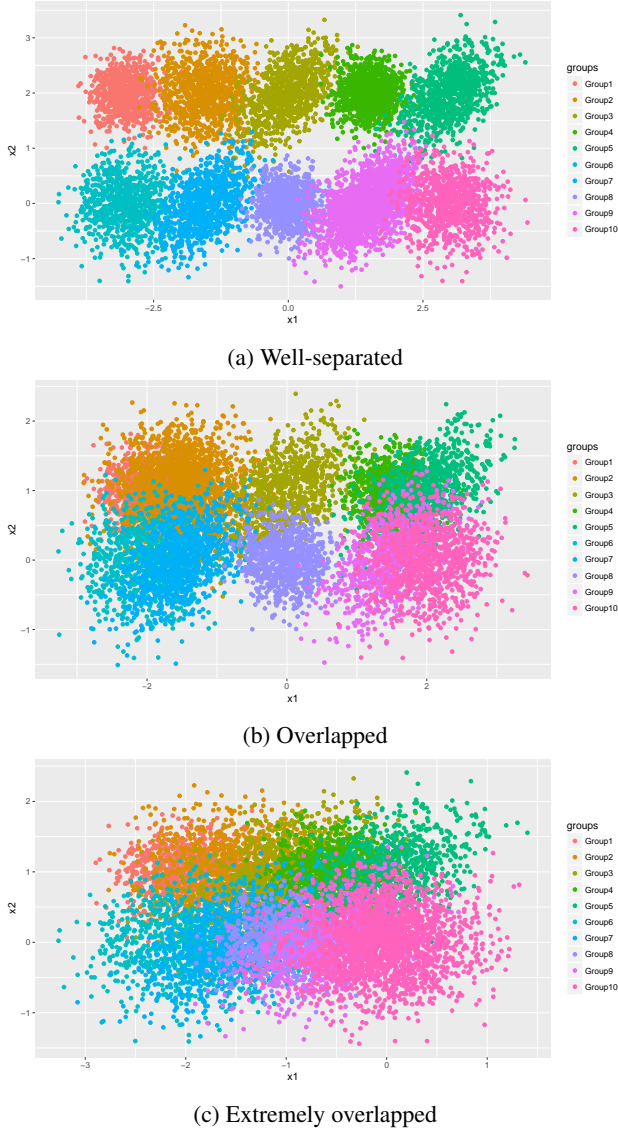 3
2
1
0
−1
−2.5
0.0
2.5
x1
x2
groups
Group1
Group2
Group3
Group4
Group5
Group6
Group7
Group8
Group9
Group10
(a) Well-separated
2
1
0
−1
−2
0
2
x1
x2
groups
Group1
Group2
Group3
Group4
Group5
Group6
Group7
Group8
Group9
Group10
(b) Overlapped
2
1
0
−1
−3
−2
−1
0
1
x1
x2
groups
Group1
Group2
Group3
Group4
Group5
Group6
Group7
Group8
Group9
Group10
(c) Extremely overlapped